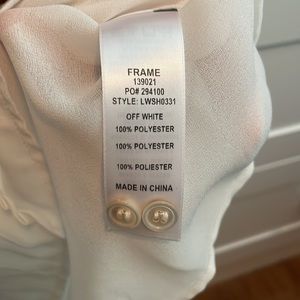 FRAME
139021
PO# 294100
STYLE: LWSH0331
OFF WHITE
100% POLYESTER
100% POLYESTER
100% POLIESTER
MADE IN CHINA